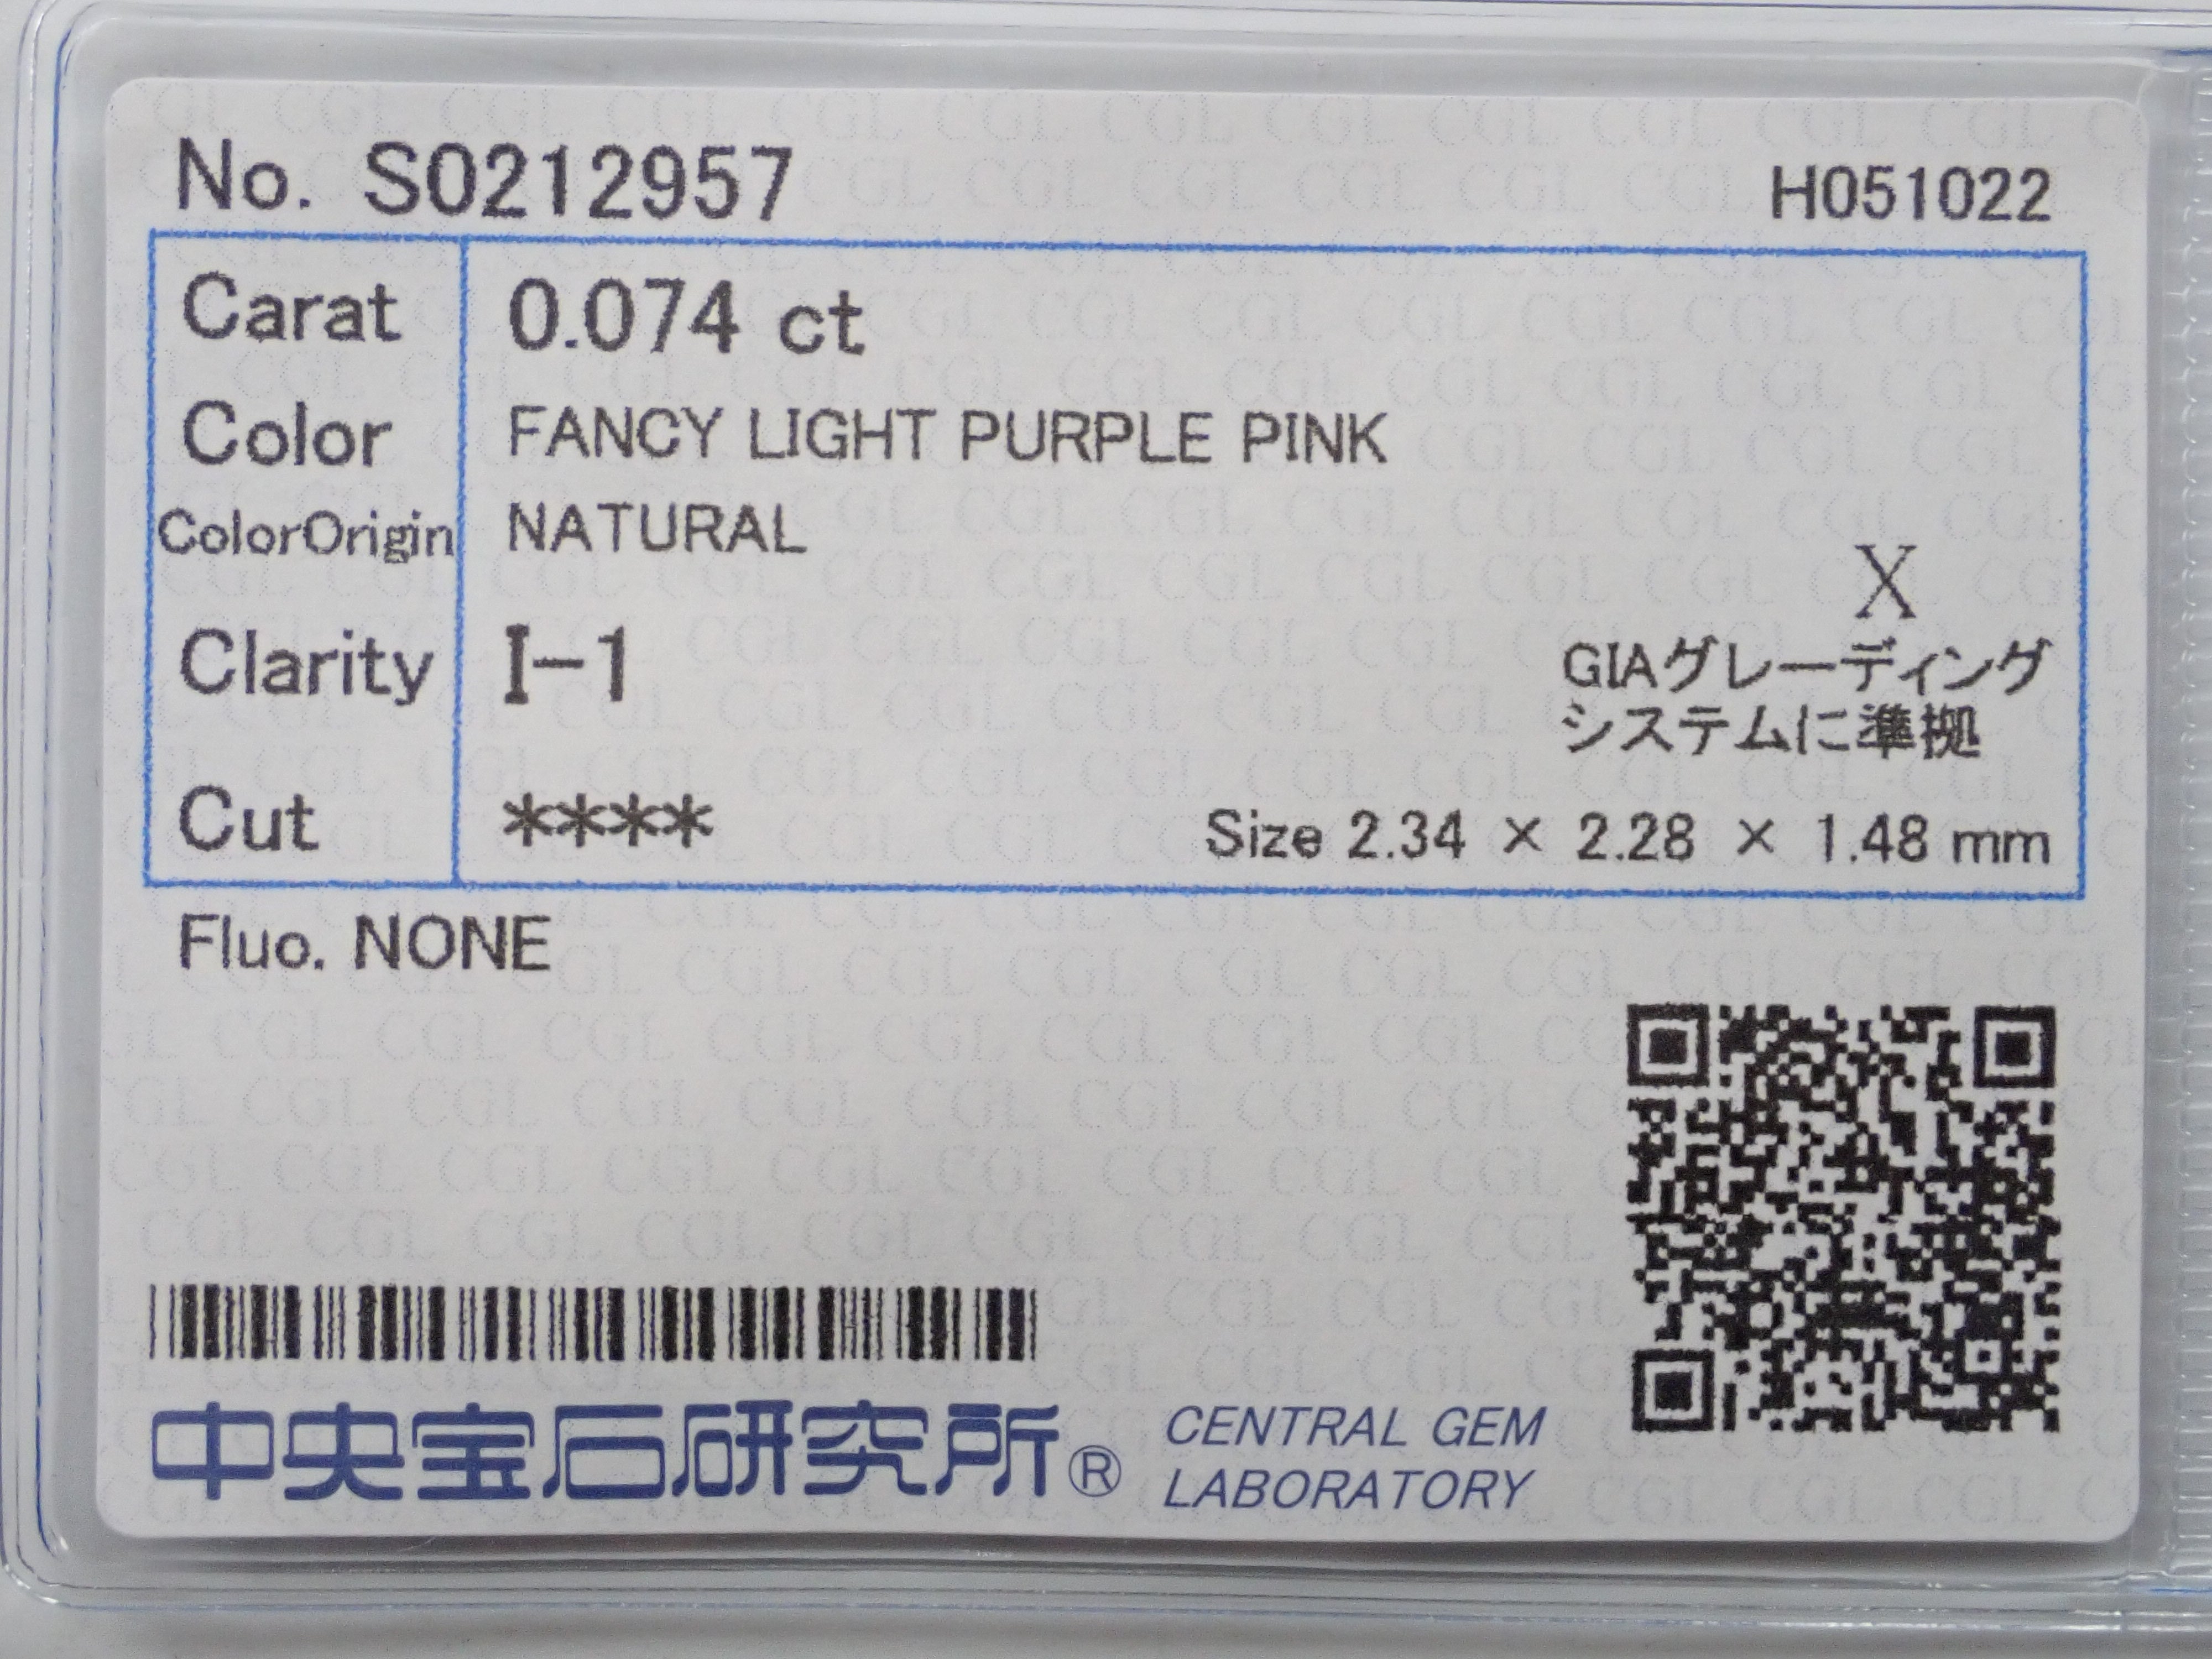 No. S0212957 H051022
Carat 0.074 ct
Color FANCY LIGHT PURPLE PINK
ColorOrigin NATURAL
X
Clarity I-1 GIAグレーディング
システムに準拠
Cut **** Size 2.34 × 2.28 × 1.48 mm
Fluo. NONE
中央宝石研究所® CENTRAL GEM
LABORATORY